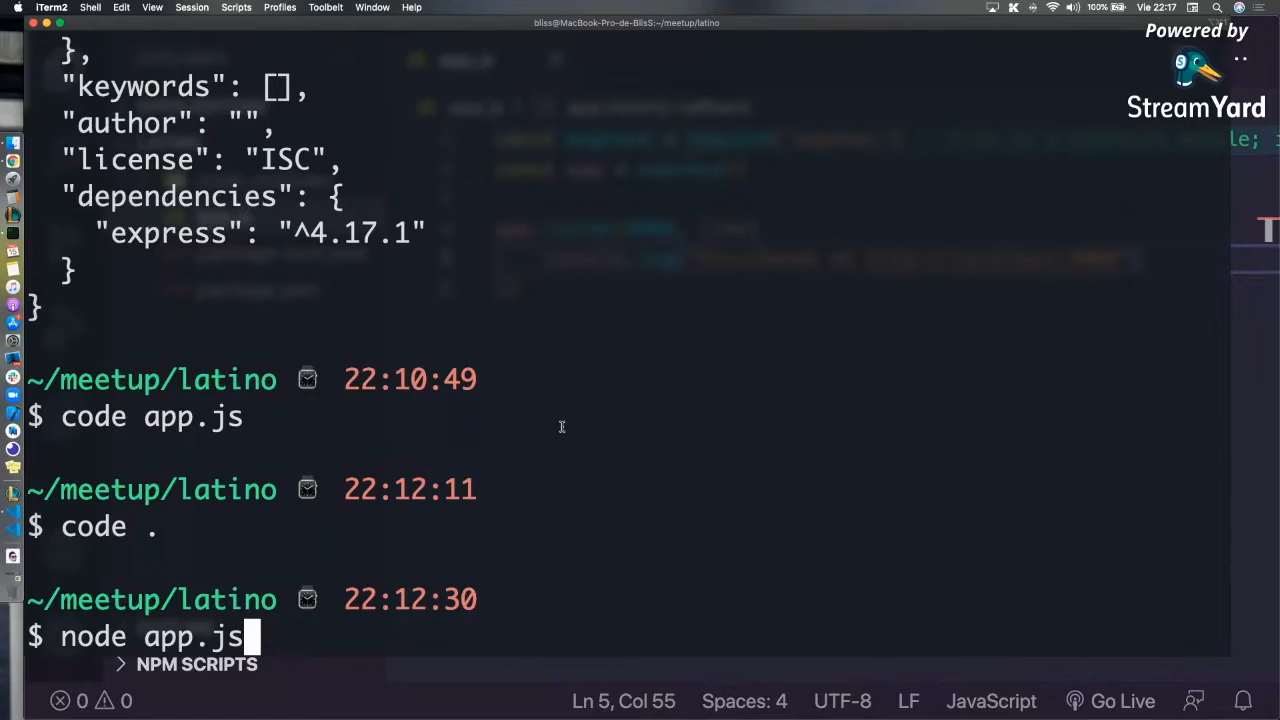 iTerm2 Shell Edit View Session Scripts Profiles Toolbelt Window Help 100% Vie 22:17
bliss@MacBook-Pro-de-BlisS:~/meetup/latino
Powered by
StreamYard
},
"keywords": [],
"author": "",
"license": "ISC",
"dependencies": {
"express": "^4.17.1"
}
}
~/meetup/latino 22:10:49
$ code app.js
~/meetup/latino 22:12:11
$ code .
~/meetup/latino 22:12:30
$ node app.js
NPM SCRIPTS
0 0 Ln 5, Col 55 Spaces: 4 UTF-8 LF JavaScript Go Live